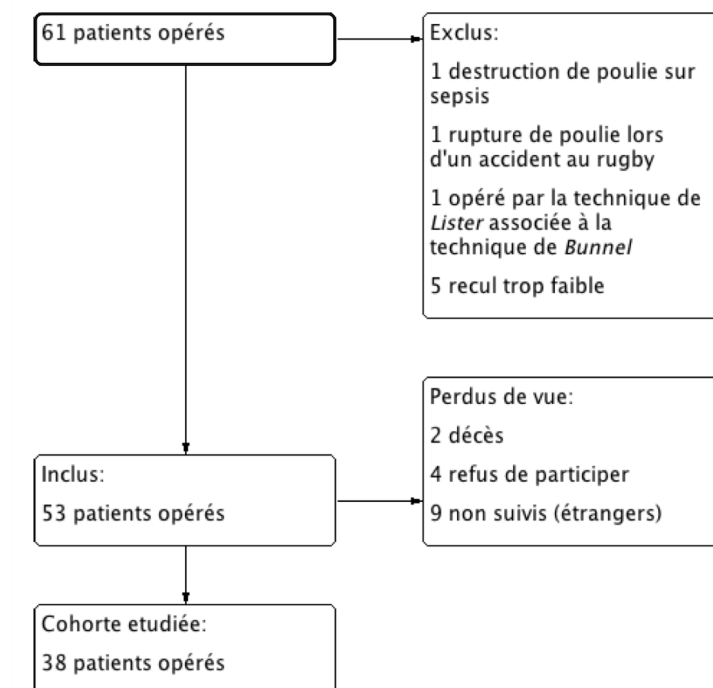 61 patients opérés
Exclus:
1 destruction de poulie sur
sepsis
1 rupture de poulie lors
d'un accident au rugby
1 opéré par la technique de
Lister associée à la
technique de Bunnel
5 recul trop faible
Perdus de vue:
2 décès
4 refus de participer
9 non suivis (étrangers)
Inclus:
53 patients opérés
Cohorte etudiée:
38 patients opérés